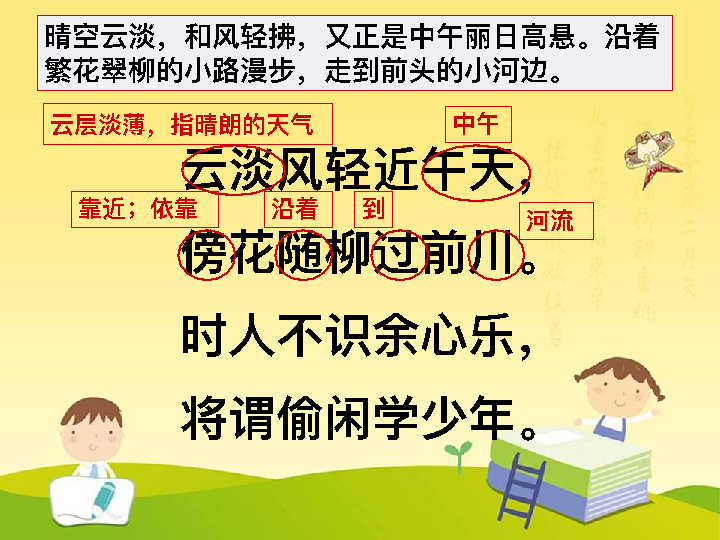 晴空云淡，和风轻拂，又正是中午丽日高悬。沿着
繁花翠柳的小路漫步，走到前头的小河边。
云层淡薄，指晴朗的天气
中午
云淡风轻近午天，
靠近；依靠
沿着
到
河流
傍花随柳过前川。
时人不识余心乐，
将谓偷闲学少年。
二月天